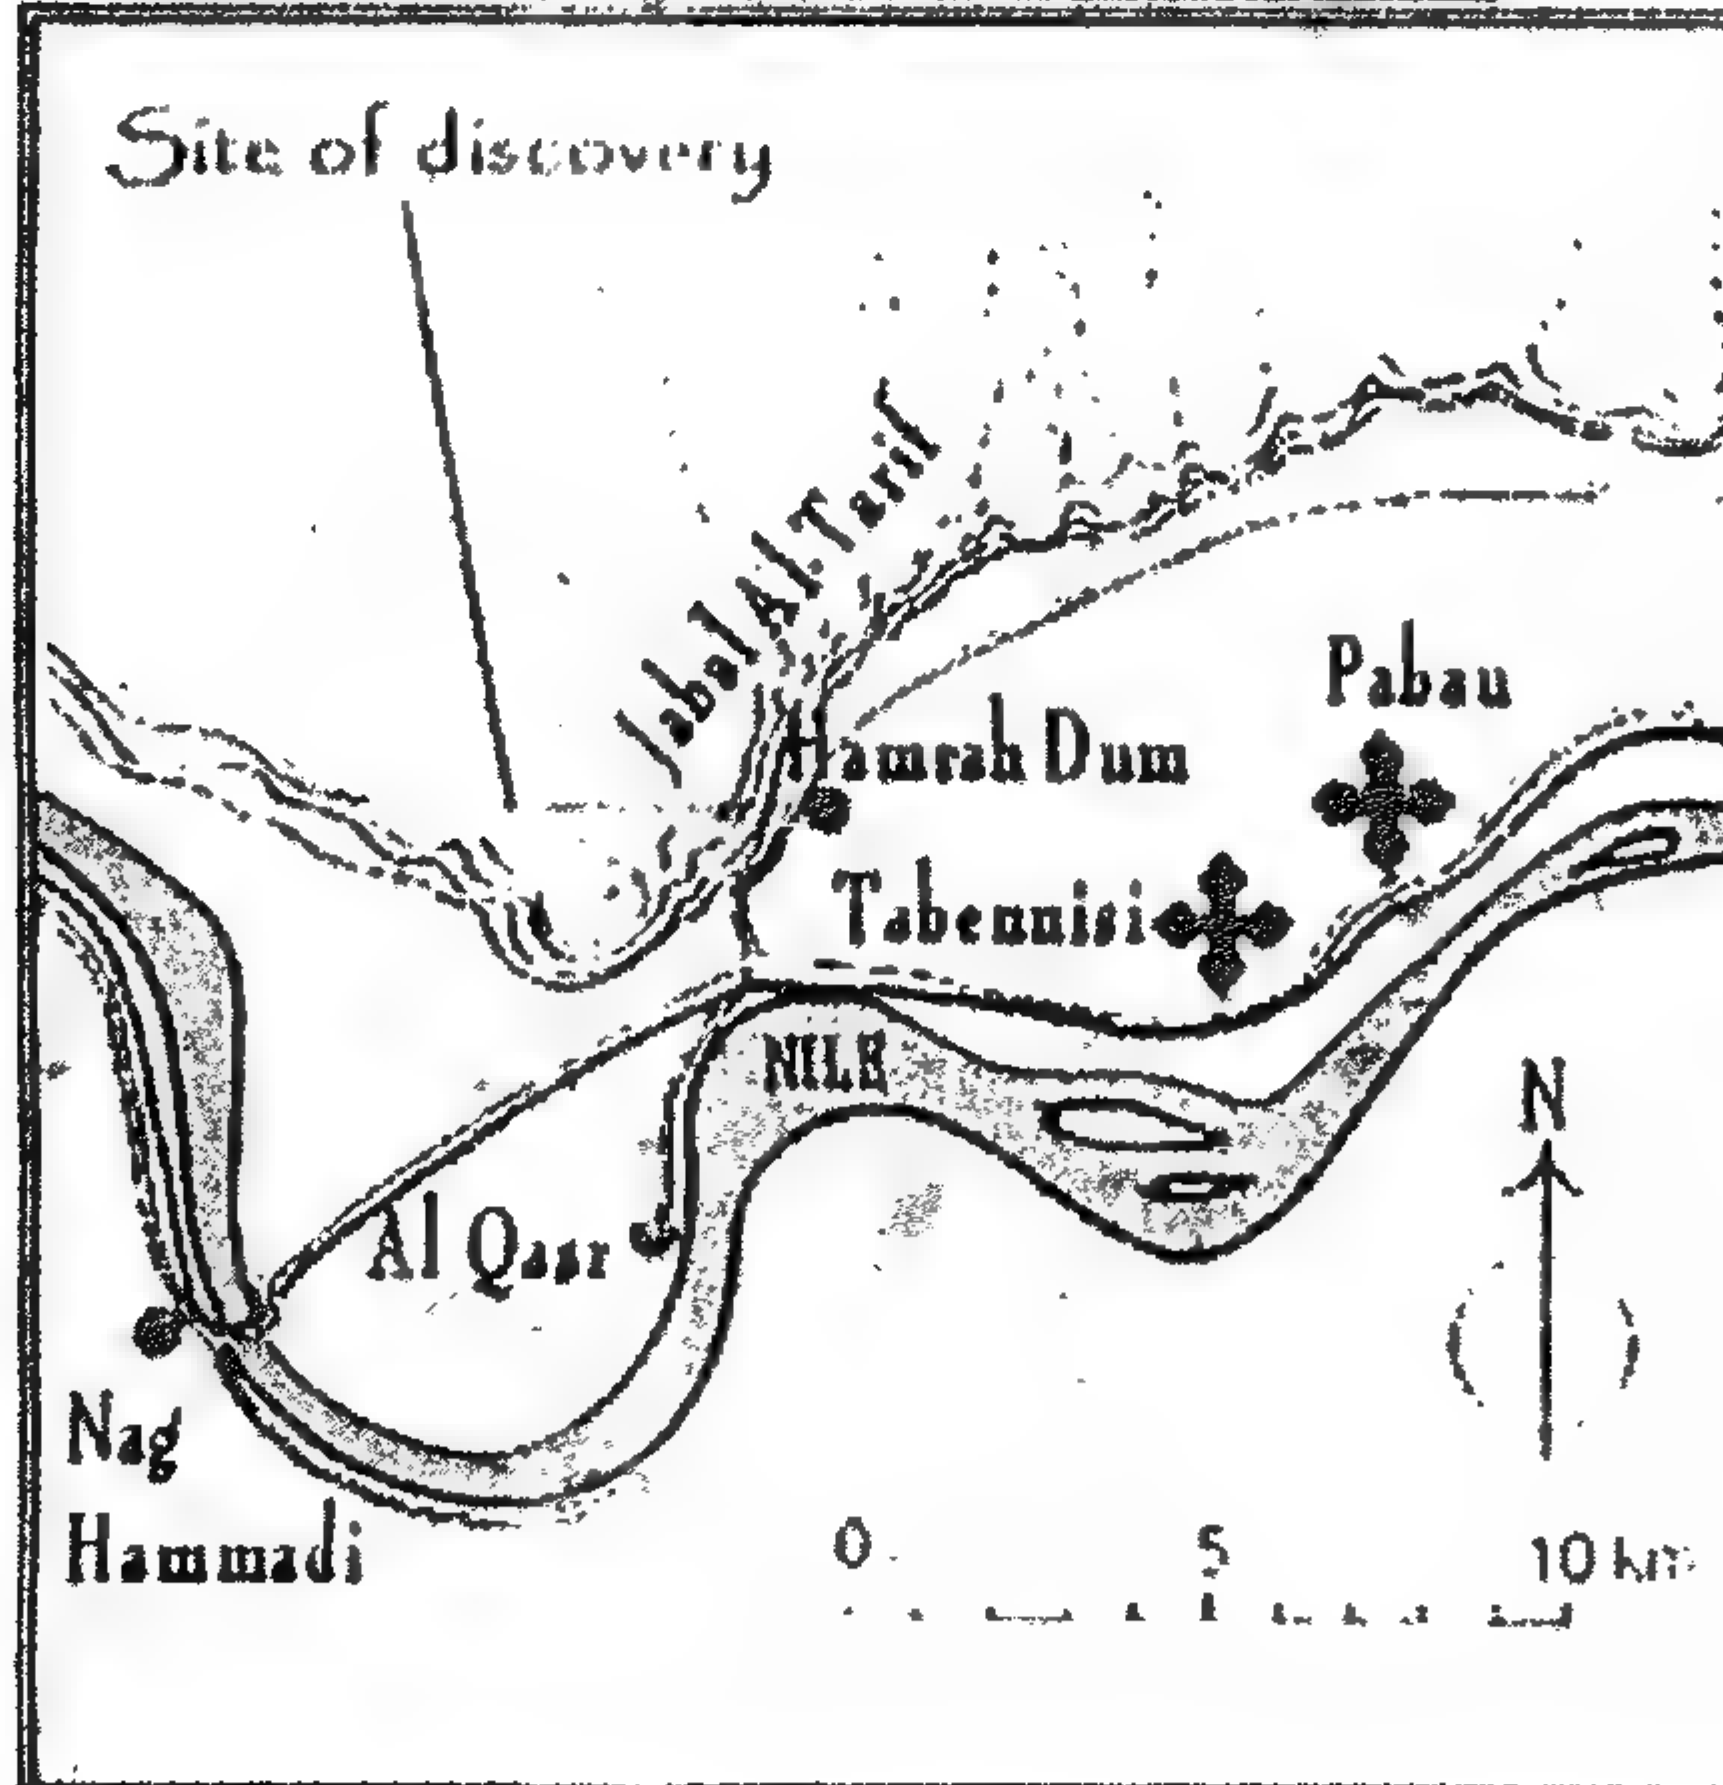 Site of discovery
Jabal Al-Tarif
Pabau
Hamrah Dum
Tabennisi
NILE
N
Al Qasr
Nag
Hammadi
0 5 10 km